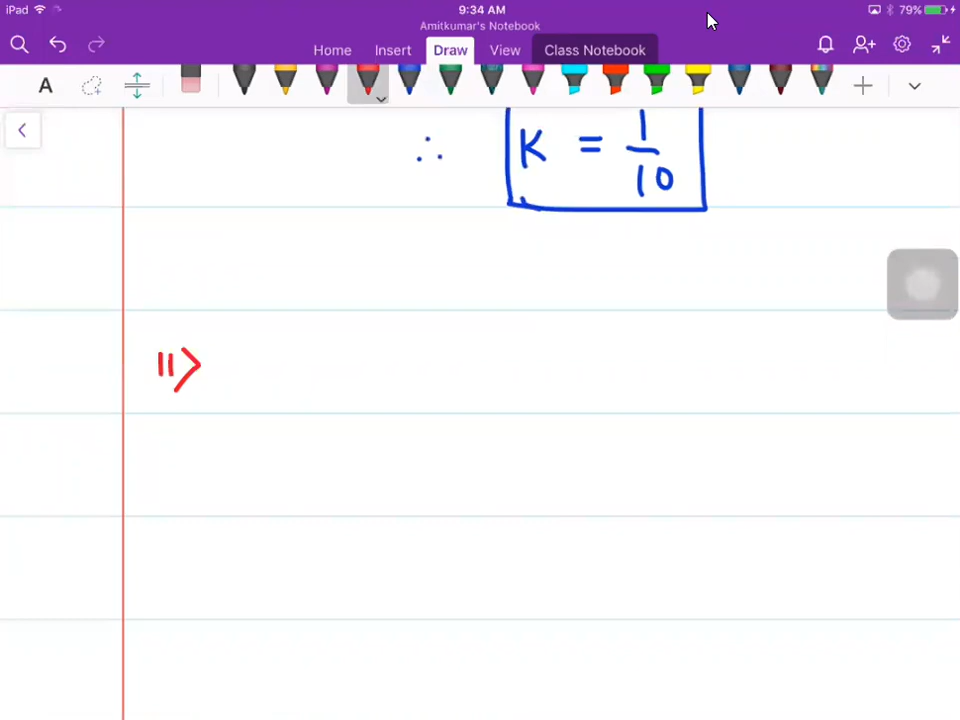 iPad 9:34 AM 79%
Amitkumar's Notebook
Home Insert Draw View Class Notebook
A
∴ K = 1/10
11>